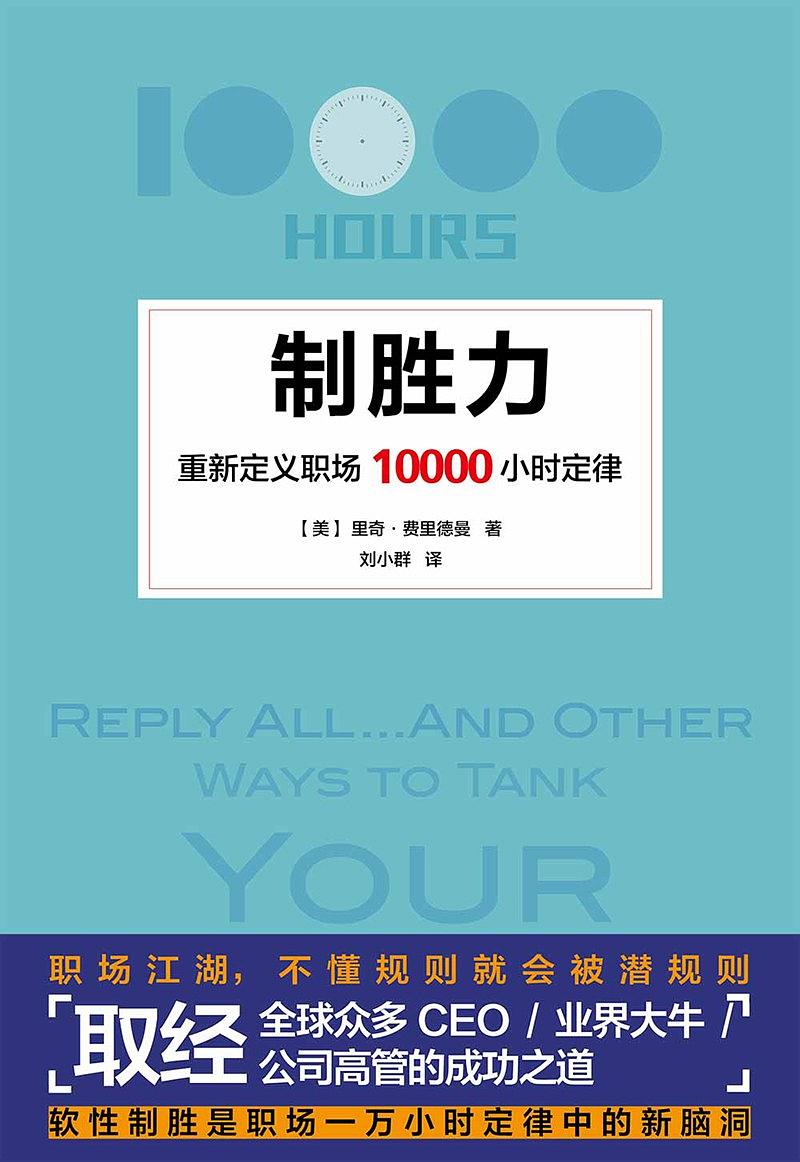 10000
HOURS
制胜力
重新定义职场 10000 小时定律
【美】里奇·费里德曼 著
刘小群 译
REPLY ALL...AND OTHER
WAYS TO TANK
YOUR
职场江湖，不懂规则就会被潜规则
取经
全球众多 CEO / 业界大牛 /
公司高管的成功之道
软性制胜是职场一万小时定律中的新脑洞